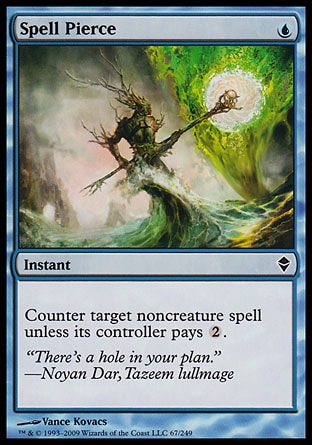 Spell Pierce
Instant
Counter target noncreature spell
unless its controller pays 2.
“There’s a hole in your plan.”
—Noyan Dar, Tazeem lullmage
Vance Kovacs
™ & © 1993–2009 Wizards of the Coast LLC 67/249